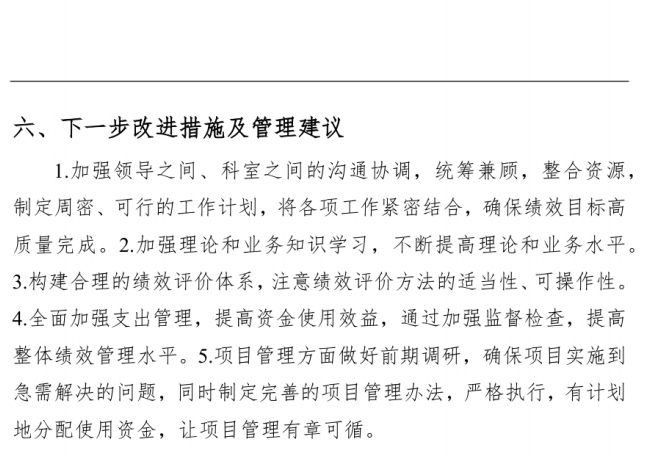 六、下一步改进措施及管理建议
1.加强领导之间、科室之间的沟通协调，统筹兼顾，整合资源，
制定周密、可行的工作计划，将各项工作紧密结合，确保绩效目标高
质量完成。2.加强理论和业务知识学习，不断提高理论和业务水平。
3.构建合理的绩效评价体系，注意绩效评价方法的适当性、可操作性。
4.全面加强支出管理，提高资金使用效益，通过加强监督检查，提高
整体绩效管理水平。5.项目管理方面做好前期调研，确保项目实施到
急需解决的问题，同时制定完善的项目管理办法，严格执行，有计划
地分配使用资金，让项目管理有章可循。